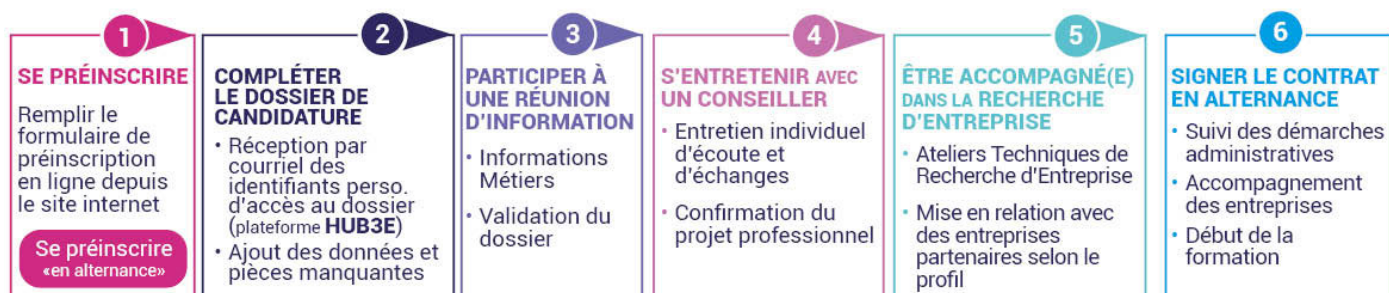 1
SE PRÉINSCRIRE
Remplir le
formulaire de
préinscription
en ligne depuis
le site internet
Se préinscrire
«en alternance»
2
COMPLÉTER
LE DOSSIER DE
CANDIDATURE
• Réception par
courriel des
identifiants perso.
d'accès au dossier
(plateforme HUB3E)
• Ajout des données et
pièces manquantes
3
PARTICIPER À
UNE RÉUNION
D'INFORMATION
• Informations
Métiers
• Validation du
dossier
4
S'ENTRETENIR AVEC
UN CONSEILLER
• Entretien individuel
d'écoute et
d'échanges
• Confirmation du
projet professionnel
5
ÊTRE ACCOMPAGNÉ(E)
DANS LA RECHERCHE
D'ENTREPRISE
• Ateliers Techniques de
Recherche d'Entreprise
• Mise en relation avec
des entreprises
partenaires selon le
profil
6
SIGNER LE CONTRAT
EN ALTERNANCE
• Suivi des démarches
administratives
• Accompagnement
des entreprises
• Début de la
formation